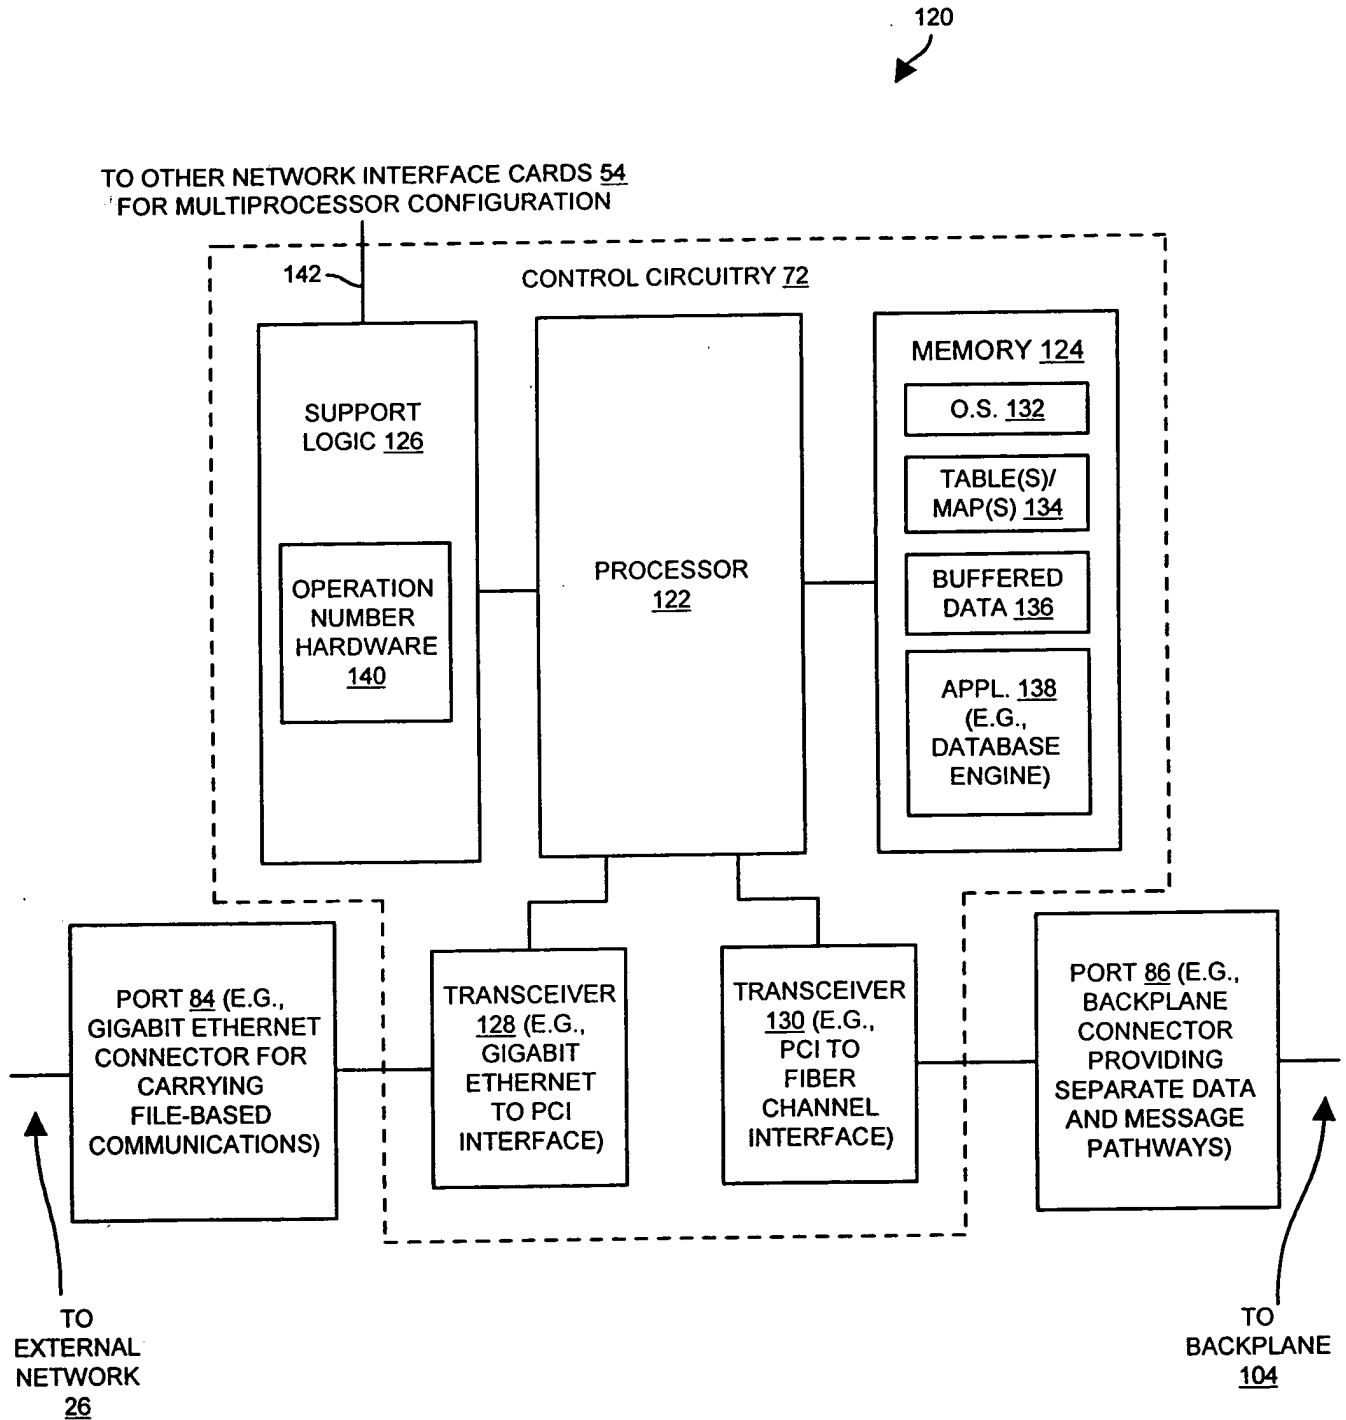 120
TO OTHER NETWORK INTERFACE CARDS 54
FOR MULTIPROCESSOR CONFIGURATION
142
CONTROL CIRCUITRY 72
SUPPORT
LOGIC 126
OPERATION
NUMBER
HARDWARE
140
PROCESSOR
122
MEMORY 124
O.S. 132
TABLE(S)/
MAP(S) 134
BUFFERED
DATA 136
APPL. 138
(E.G.,
DATABASE
ENGINE)
PORT 84 (E.G.,
GIGABIT ETHERNET
CONNECTOR FOR
CARRYING
FILE-BASED
COMMUNICATIONS)
TRANSCEIVER
128 (E.G.,
GIGABIT
ETHERNET
TO PCI
INTERFACE)
TRANSCEIVER
130 (E.G.,
PCI TO
FIBER
CHANNEL
INTERFACE)
PORT 86 (E.G.,
BACKPLANE
CONNECTOR
PROVIDING
SEPARATE DATA
AND MESSAGE
PATHWAYS)
TO
EXTERNAL
NETWORK
26
TO
BACKPLANE
104